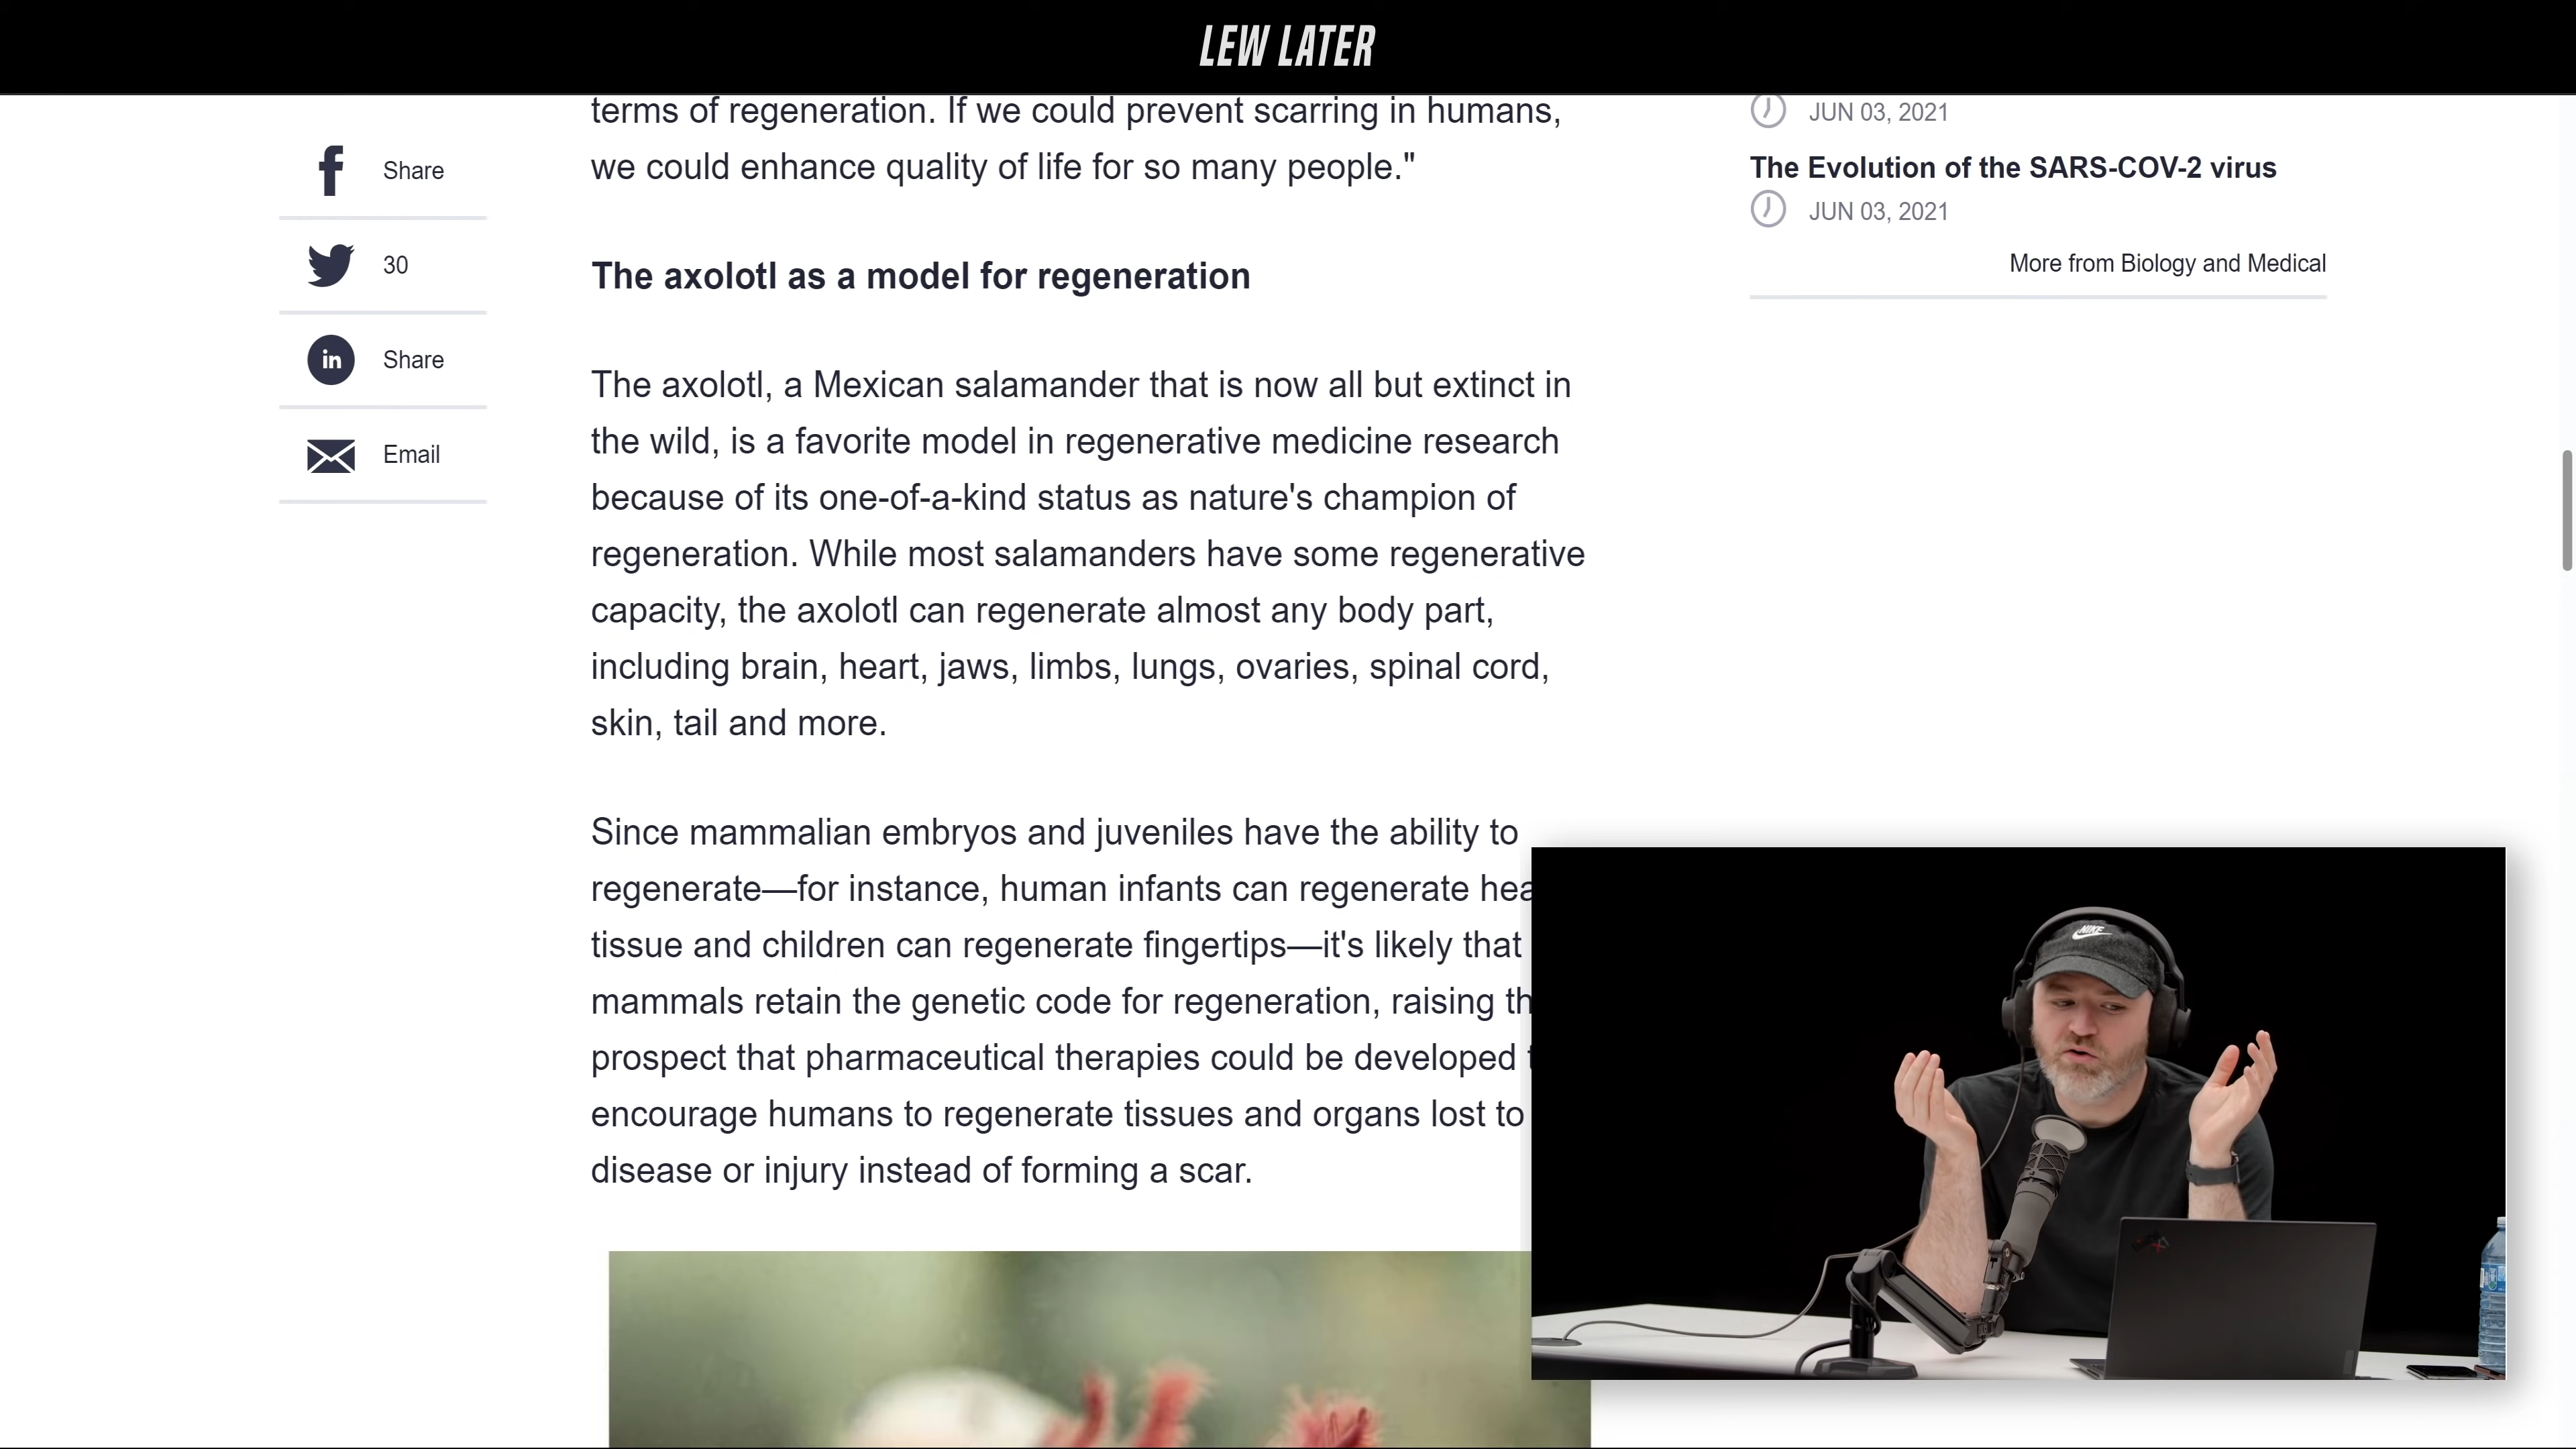 LEW LATER
Share
30
Share
Email
terms of regeneration. If we could prevent scarring in humans,
we could enhance quality of life for so many people."
The axolotl as a model for regeneration
The axolotl, a Mexican salamander that is now all but extinct in
the wild, is a favorite model in regenerative medicine research
because of its one-of-a-kind status as nature's champion of
regeneration. While most salamanders have some regenerative
capacity, the axolotl can regenerate almost any body part,
including brain, heart, jaws, limbs, lungs, ovaries, spinal cord,
skin, tail and more.
Since mammalian embryos and juveniles have the ability to
regenerate—for instance, human infants can regenerate
tissue and children can regenerate fingertips—it's likely that
mammals retain the genetic code for regeneration, raising
prospect that pharmaceutical therapies could be developed
encourage humans to regenerate tissues and organs lost to
disease or injury instead of forming a scar.
JUN 03, 2021
The Evolution of the SARS-COV-2 virus
JUN 03, 2021
More from Biology and Medical
NIKE